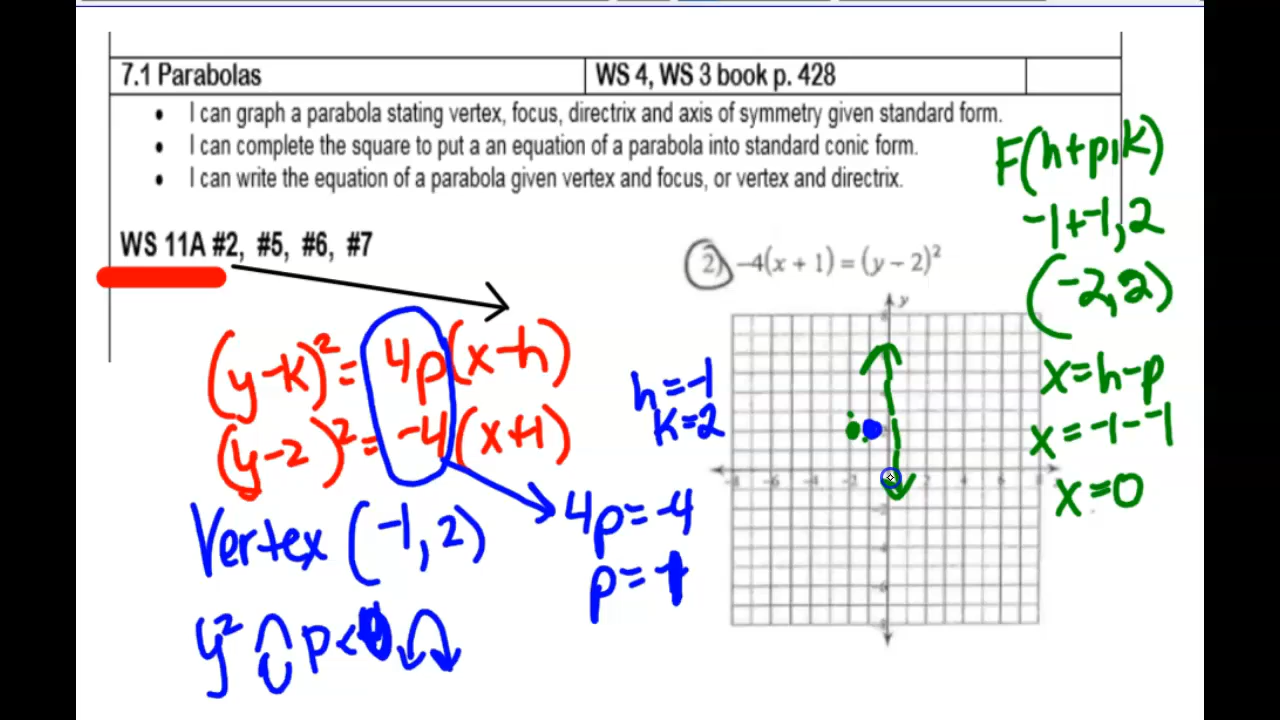 7.1 Parabolas
WS 4, WS 3 book p. 428
• I can graph a parabola stating vertex, focus, directrix and axis of symmetry given standard form.
• I can complete the square to put a an equation of a parabola into standard conic form.
• I can write the equation of a parabola given vertex and focus, or vertex and directrix.
WS 11A #2, #5, #6, #7
2) -4(x + 1) = (y - 2)²
F(h+p,k)
-1+-1,2
(-2,2)
x=h-p
x=-1--1
x=0
(y-k)²=4p(x-h)
(y-2)²=-4(x+1)
h=-1
k=2
Vertex (-1,2)
4p=-4
p=-1
y² p<0
y